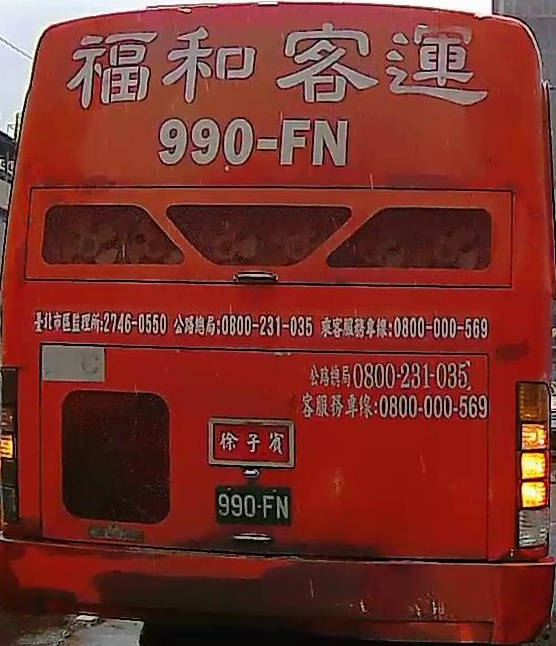 福和客運
990-FN
臺北市區監理所:2746-0550 公路總局:0800-231-035 乘客服務專線:0800-000-569
公路總局0800-231-035
客服務專線:0800-000-569
徐子賓
990-FN